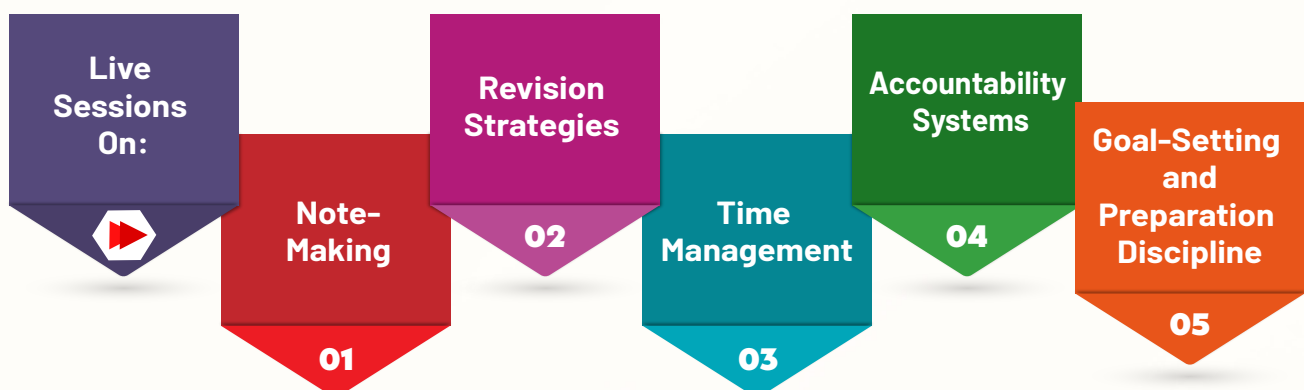 Live
Sessions
On:
Note-
Making
01
Revision
Strategies
02
Time
Management
03
Accountability
Systems
04
Goal-Setting
and
Preparation
Discipline
05